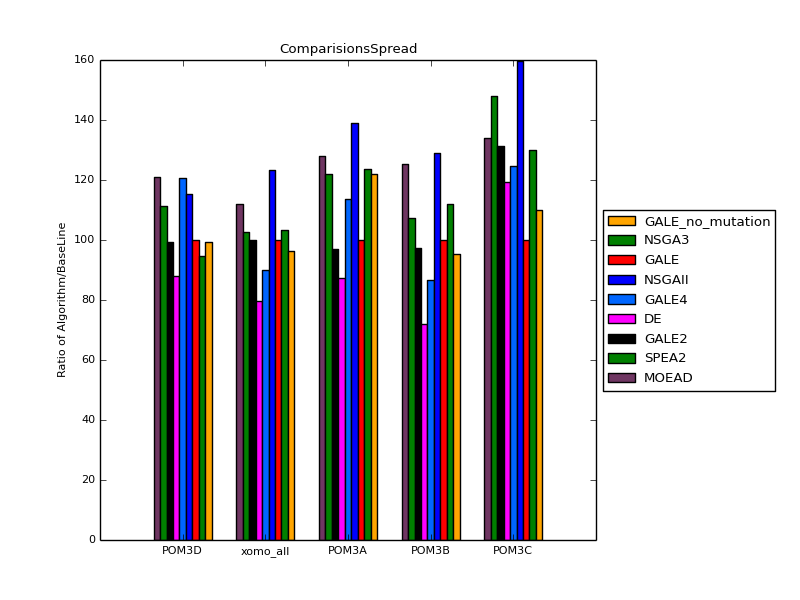 ComparisionsSpread
Ratio of Algorithm/BaseLine
160
140
120
100
80
60
40
20
0
POM3D xomo_all POM3A POM3B POM3C
GALE_no_mutation
NSGA3
GALE
NSGAII
GALE4
DE
GALE2
SPEA2
MOEAD